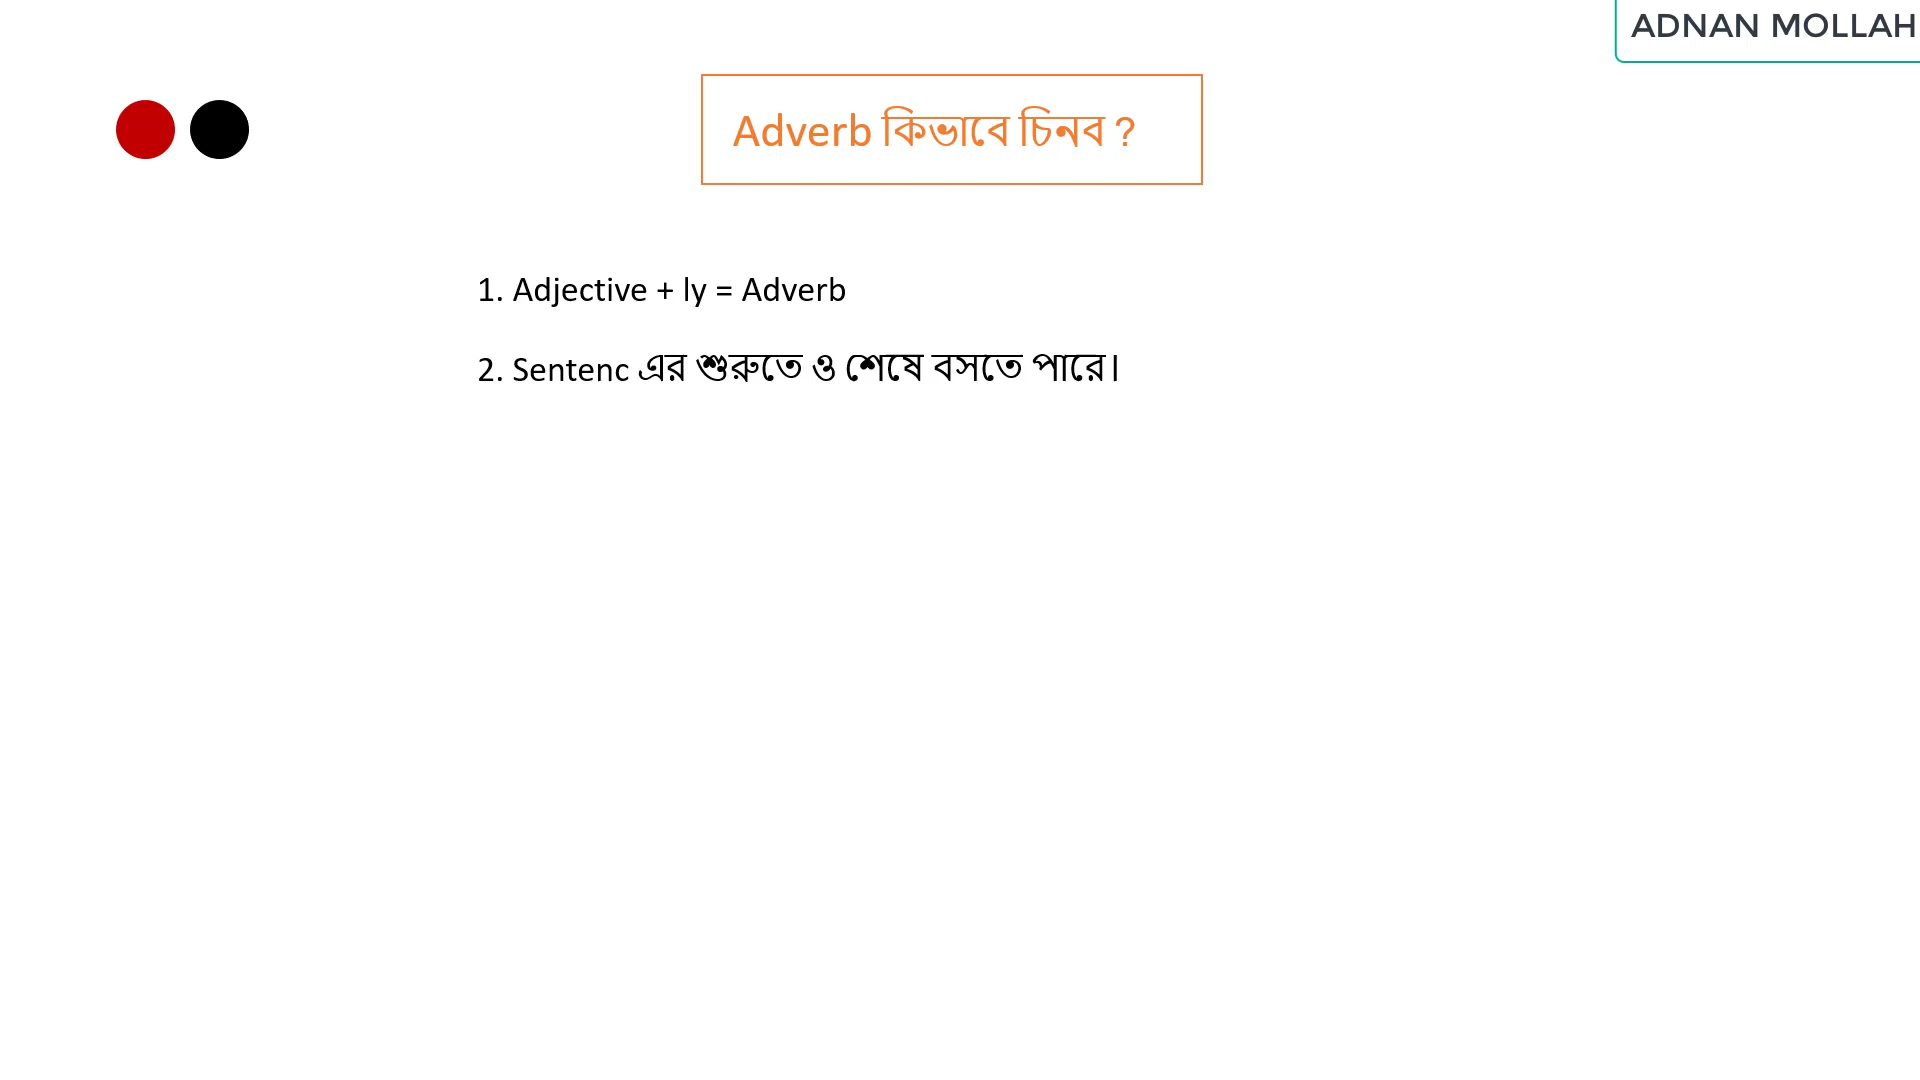 ADNAN MOLLAH
Adverb কিভাবে চিনব ?
1. Adjective + ly = Adverb
2. Sentenc এর শুরুতে ও শেষে বসতে পারে।